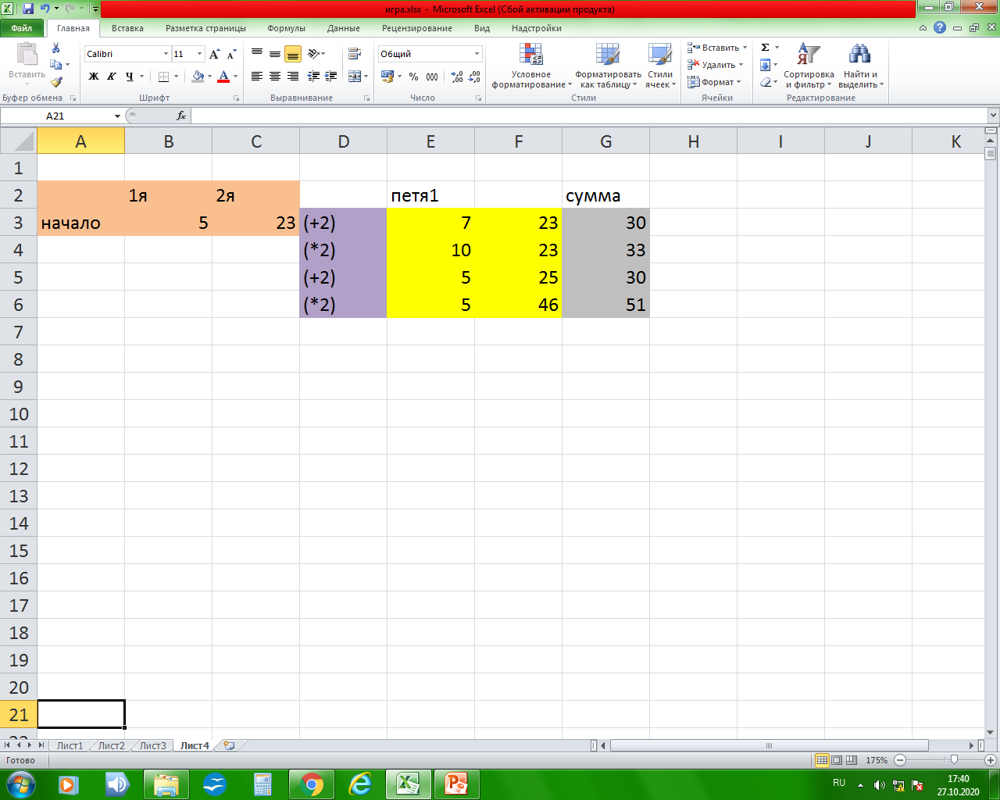 игра.xlsx - Microsoft Excel (Сбой активации продукта)
Файл Главная Вставка Разметка страницы Формулы Данные Рецензирование Вид Надстройки
Вставить
Буфер обмена
Calibri 11
Ж К Ч
Шрифт
Выравнивание
Общий
% 000
Число
Условное форматирование
Форматировать как таблицу
Стили ячеек
Стили
Вставить
Удалить
Формат
Ячейки
Σ
Сортировка и фильтр
Найти и выделить
Редактирование
A21 fx
A B C D E F G H I J K
1
2 1я 2я петя1 сумма
3 начало 5 23 (+2) 7 23 30
4 (*2) 10 23 33
5 (+2) 5 25 30
6 (*2) 5 46 51
7
8
9
10
11
12
13
14
15
16
17
18
19
20
21
22
Лист1 Лист2 Лист3 Лист4
Готово 175%
RU 17:40
27.10.2020